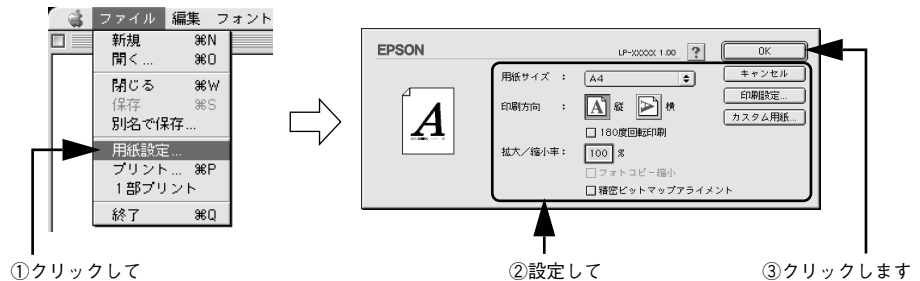 ファイル 編集 フォント
新規 ⌘N
開く... ⌘O
閉じる ⌘W
保存 ⌘S
別名で保存...
用紙設定...
プリント... ⌘P
1部プリント
終了 ⌘Q
EPSON
LP-XXXXX 1.00
?
OK
用紙サイズ : A4
キャンセル
印刷方向 : A 縦 A 横
印刷設定...
カスタム用紙...
A
180度回転印刷
拡大/縮小率: 100 %
フォトコピー縮小
精密ビットマップアライメント
①クリックして
②設定して
③クリックします